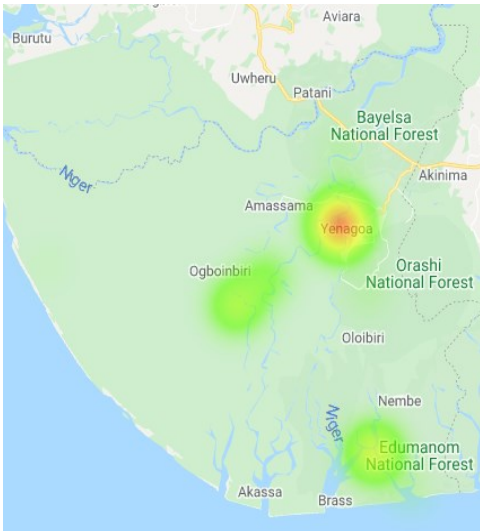 Aviara
Burutu
Uwheru
Patani
Bayelsa
National Forest
Akinima
Niger
Amassama
Yenagoa
Ogboinbiri
Orashi
National Forest
Oloibiri
Nembe
Niger
Edumanom
National Forest
Akassa
Brass